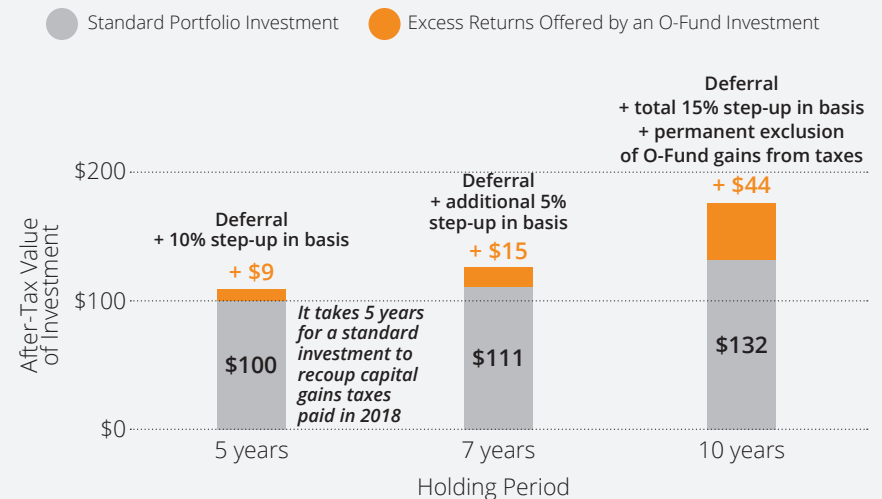 Standard Portfolio Investment
Excess Returns Offered by an O-Fund Investment
Deferral
+ total 15% step-up in basis
+ permanent exclusion
of O-Fund gains from taxes
+ $44
Deferral
+ additional 5%
step-up in basis
+ $15
Deferral
+ 10% step-up in basis
+ $9
After-Tax Value
of Investment
$200
$100
$0
$100
It takes 5 years
for a standard
investment to
recoup capital
gains taxes
paid in 2018
$111
$132
5 years
7 years
10 years
Holding Period